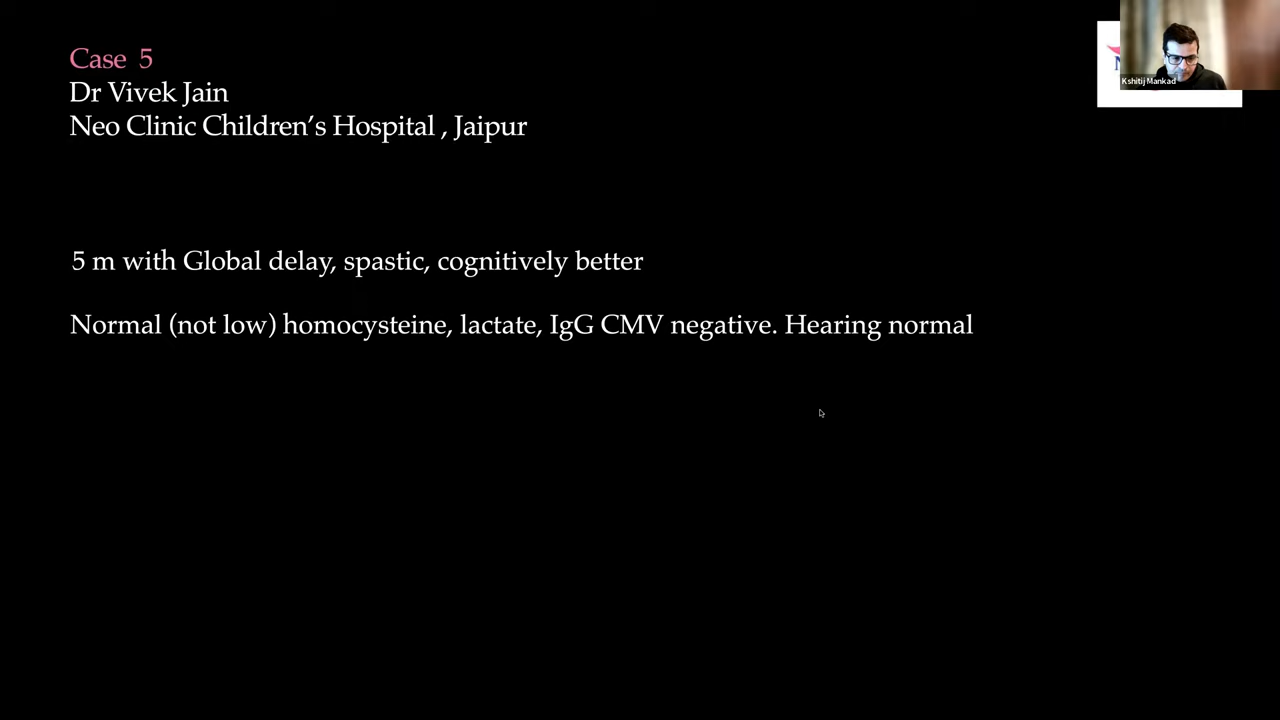 Case 5
Dr Vivek Jain
Neo Clinic Children’s Hospital , Jaipur
5 m with Global delay, spastic, cognitively better
Normal (not low) homocysteine, lactate, IgG CMV negative. Hearing normal
Kshitij Mankad